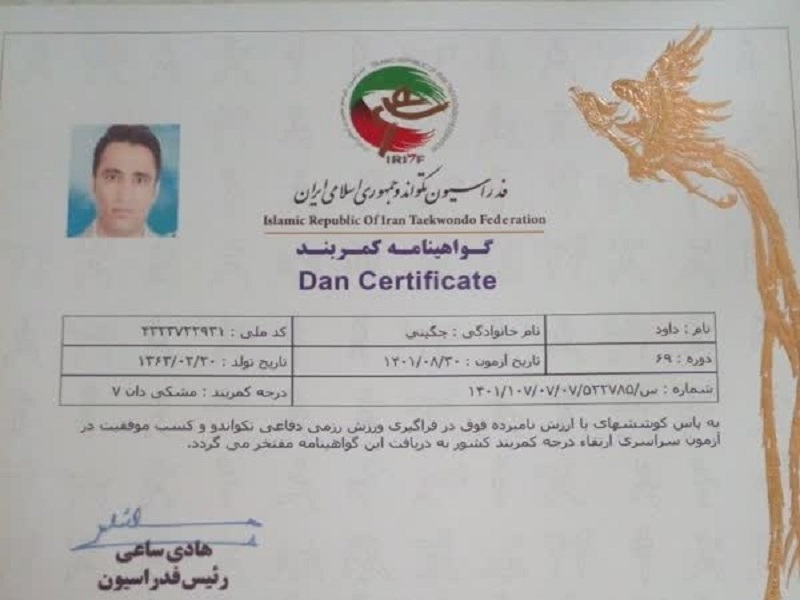 IRITF
فدراسیون تکواندو جمهوری اسلامی ایران
Islamic Republic Of Iran Taekwondo Federation
گواهینامه کمربند
Dan Certificate
نام : داود نام خانوادگی : چگینی کد ملی : ۴۳۲۳۷۲۲۹۳۱
دوره : ۶۹ تاریخ آزمون : ۱۴۰۱/۰۸/۳۰ تاریخ تولد : ۱۳۶۳/۰۲/۲۰
شماره : س/۱۴۰۱/۱۰۷/۰۷/۰۷/۵۲۲۷۸۵ درجه کمربند : مشکی دان ۷
به پاس کوششهای با ارزش نامبرده فوق در فراگیری ورزش رزمی دفاعی تکواندو و کسب موفقیت در
آزمون سراسری ارتقاء درجه کمربند کشور به دریافت این گواهینامه مفتخر می گردد.
هادی ساعی
رئیس فدراسیون